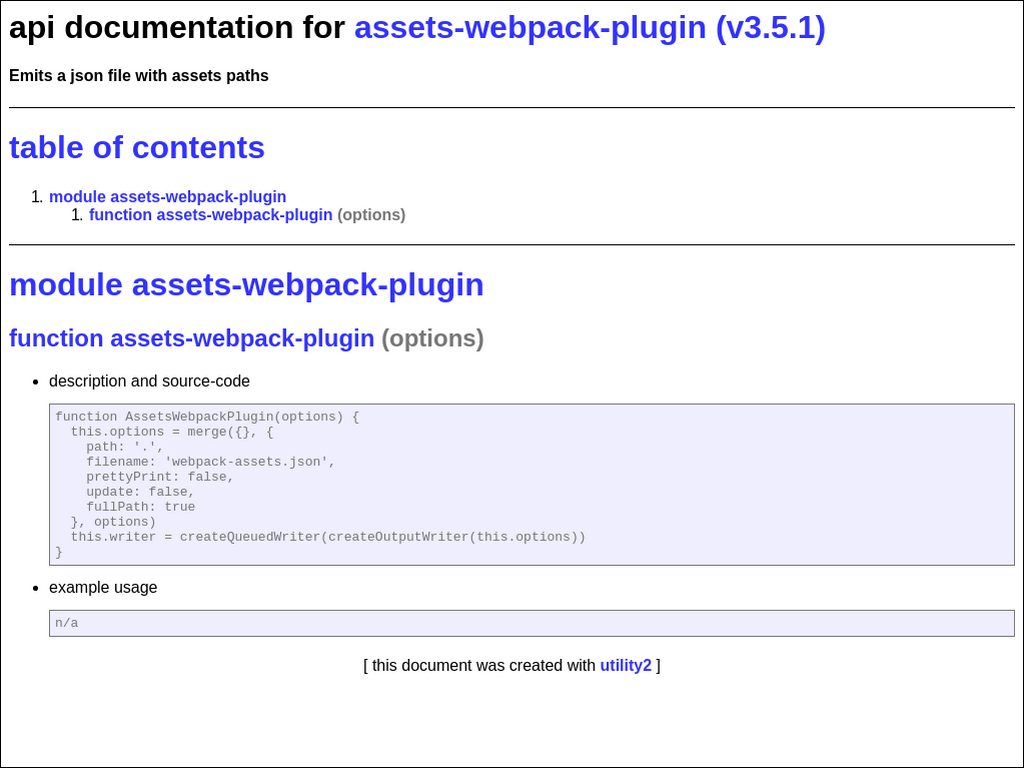 api documentation for assets-webpack-plugin (v3.5.1)
Emits a json file with assets paths
table of contents
1. module assets-webpack-plugin
1. function assets-webpack-plugin (options)
module assets-webpack-plugin
function assets-webpack-plugin (options)
• description and source-code
function AssetsWebpackPlugin(options) {
  this.options = merge({}, {
    path: '.',
    filename: 'webpack-assets.json',
    prettyPrint: false,
    update: false,
    fullPath: true
  }, options)
  this.writer = createQueuedWriter(createOutputWriter(this.options))
}
• example usage
n/a
[ this document was created with utility2 ]